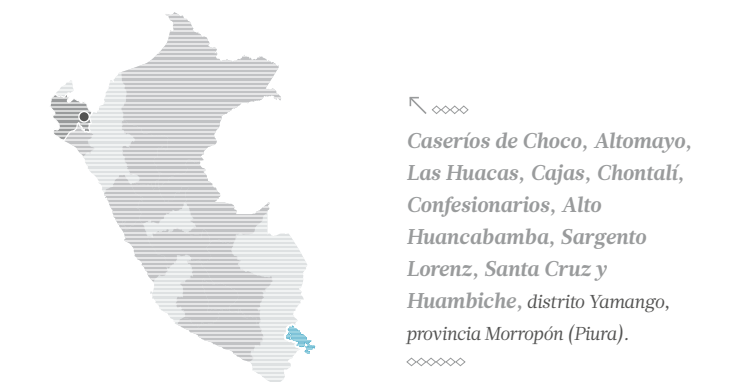 Caseríos de Choco, Altomayo,
Las Huacas, Cajas, Chontalí,
Confesionarios, Alto
Huancabamba, Sargento
Lorenz, Santa Cruz y
Huambiche, distrito Yamango,
provincia Morropón (Piura).